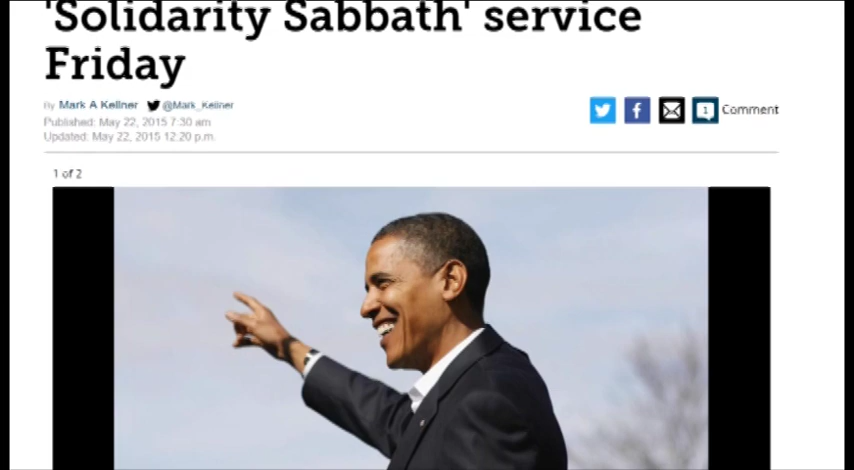 'Solidarity Sabbath' service
Friday
By Mark A Kellner @Mark_Kellner
Published: May 22, 2015 7:30 am
Updated: May 22, 2015 12:20 p.m.
1 Comment
1 of 2